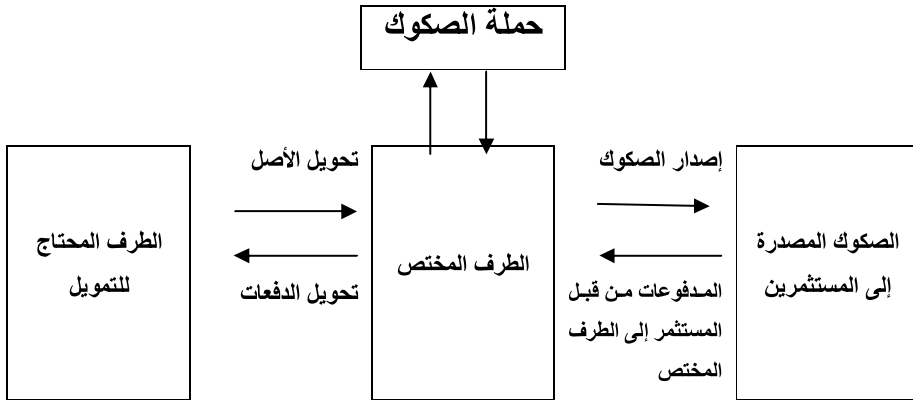 حملة الصكوك
إصدار الصكوك
تحويل الأصل
الصكوك المصدرة
إلى المستثمرين
الطرف المختص
الطرف المحتاج
للتمويل
المدفوعات من قبل
المستثمر إلى الطرف
المختص
تحويل الدفعات